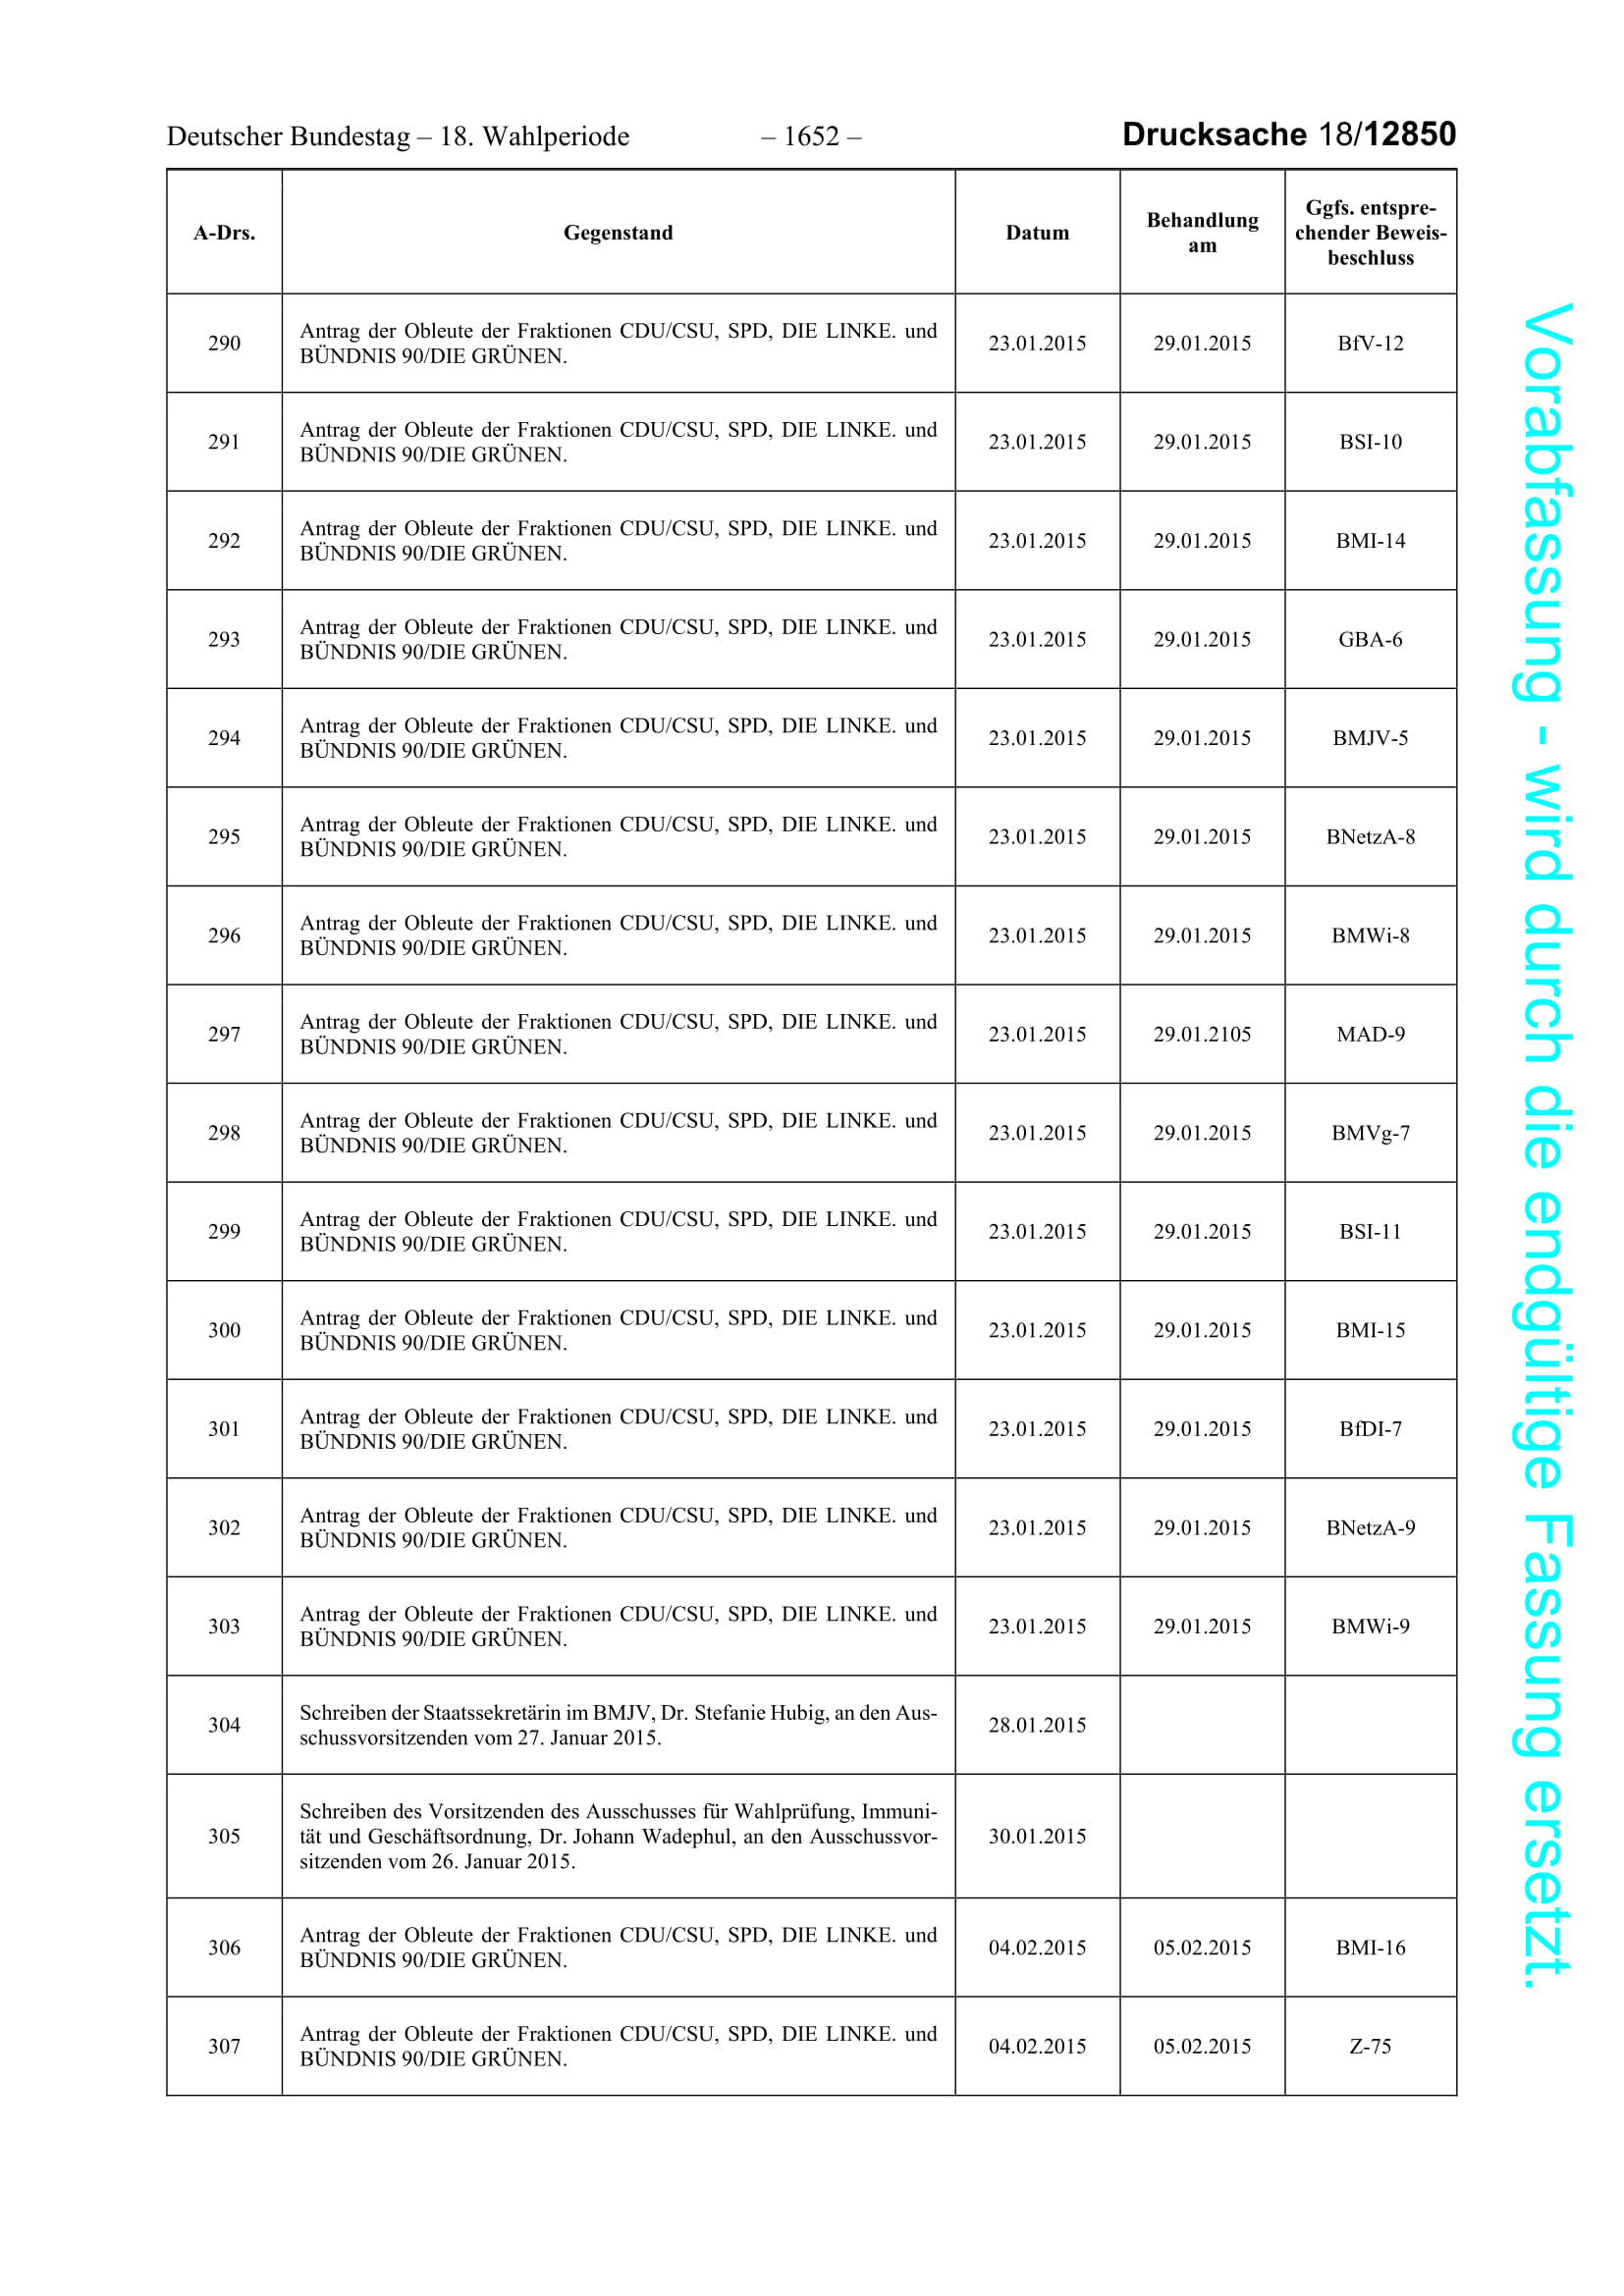 Deutscher Bundestag – 18. Wahlperiode – 1652 – Drucksache 18/12850
A-Drs. Gegenstand Datum Behandlung am Ggfs. entspre-
chender Beweis-
beschluss
290 Antrag der Obleute der Fraktionen CDU/CSU, SPD, DIE LINKE. und
BÜNDNIS 90/DIE GRÜNEN. 23.01.2015 29.01.2015 BfV-12
291 Antrag der Obleute der Fraktionen CDU/CSU, SPD, DIE LINKE. und
BÜNDNIS 90/DIE GRÜNEN. 23.01.2015 29.01.2015 BSI-10
292 Antrag der Obleute der Fraktionen CDU/CSU, SPD, DIE LINKE. und
BÜNDNIS 90/DIE GRÜNEN. 23.01.2015 29.01.2015 BMI-14
293 Antrag der Obleute der Fraktionen CDU/CSU, SPD, DIE LINKE. und
BÜNDNIS 90/DIE GRÜNEN. 23.01.2015 29.01.2015 GBA-6
294 Antrag der Obleute der Fraktionen CDU/CSU, SPD, DIE LINKE. und
BÜNDNIS 90/DIE GRÜNEN. 23.01.2015 29.01.2015 BMJV-5
295 Antrag der Obleute der Fraktionen CDU/CSU, SPD, DIE LINKE. und
BÜNDNIS 90/DIE GRÜNEN. 23.01.2015 29.01.2015 BNetzA-8
296 Antrag der Obleute der Fraktionen CDU/CSU, SPD, DIE LINKE. und
BÜNDNIS 90/DIE GRÜNEN. 23.01.2015 29.01.2015 BMWi-8
297 Antrag der Obleute der Fraktionen CDU/CSU, SPD, DIE LINKE. und
BÜNDNIS 90/DIE GRÜNEN. 23.01.2015 29.01.2105 MAD-9
298 Antrag der Obleute der Fraktionen CDU/CSU, SPD, DIE LINKE. und
BÜNDNIS 90/DIE GRÜNEN. 23.01.2015 29.01.2015 BMVg-7
299 Antrag der Obleute der Fraktionen CDU/CSU, SPD, DIE LINKE. und
BÜNDNIS 90/DIE GRÜNEN. 23.01.2015 29.01.2015 BSI-11
300 Antrag der Obleute der Fraktionen CDU/CSU, SPD, DIE LINKE. und
BÜNDNIS 90/DIE GRÜNEN. 23.01.2015 29.01.2015 BMI-15
301 Antrag der Obleute der Fraktionen CDU/CSU, SPD, DIE LINKE. und
BÜNDNIS 90/DIE GRÜNEN. 23.01.2015 29.01.2015 BfDI-7
302 Antrag der Obleute der Fraktionen CDU/CSU, SPD, DIE LINKE. und
BÜNDNIS 90/DIE GRÜNEN. 23.01.2015 29.01.2015 BNetzA-9
303 Antrag der Obleute der Fraktionen CDU/CSU, SPD, DIE LINKE. und
BÜNDNIS 90/DIE GRÜNEN. 23.01.2015 29.01.2015 BMWi-9
304 Schreiben der Staatssekretärin im BMJV, Dr. Stefanie Hubig, an den Aus-
schussvorsitzenden vom 27. Januar 2015. 28.01.2015
305 Schreiben des Vorsitzenden des Ausschusses für Wahlprüfung, Immuni-
tät und Geschäftsordnung, Dr. Johann Wadephul, an den Ausschussvor-
sitzenden vom 26. Januar 2015. 30.01.2015
306 Antrag der Obleute der Fraktionen CDU/CSU, SPD, DIE LINKE. und
BÜNDNIS 90/DIE GRÜNEN. 04.02.2015 05.02.2015 BMI-16
307 Antrag der Obleute der Fraktionen CDU/CSU, SPD, DIE LINKE. und
BÜNDNIS 90/DIE GRÜNEN. 04.02.2015 05.02.2015 Z-75
Vorabfassung - wird durch die endgültige Fassung ersetzt.